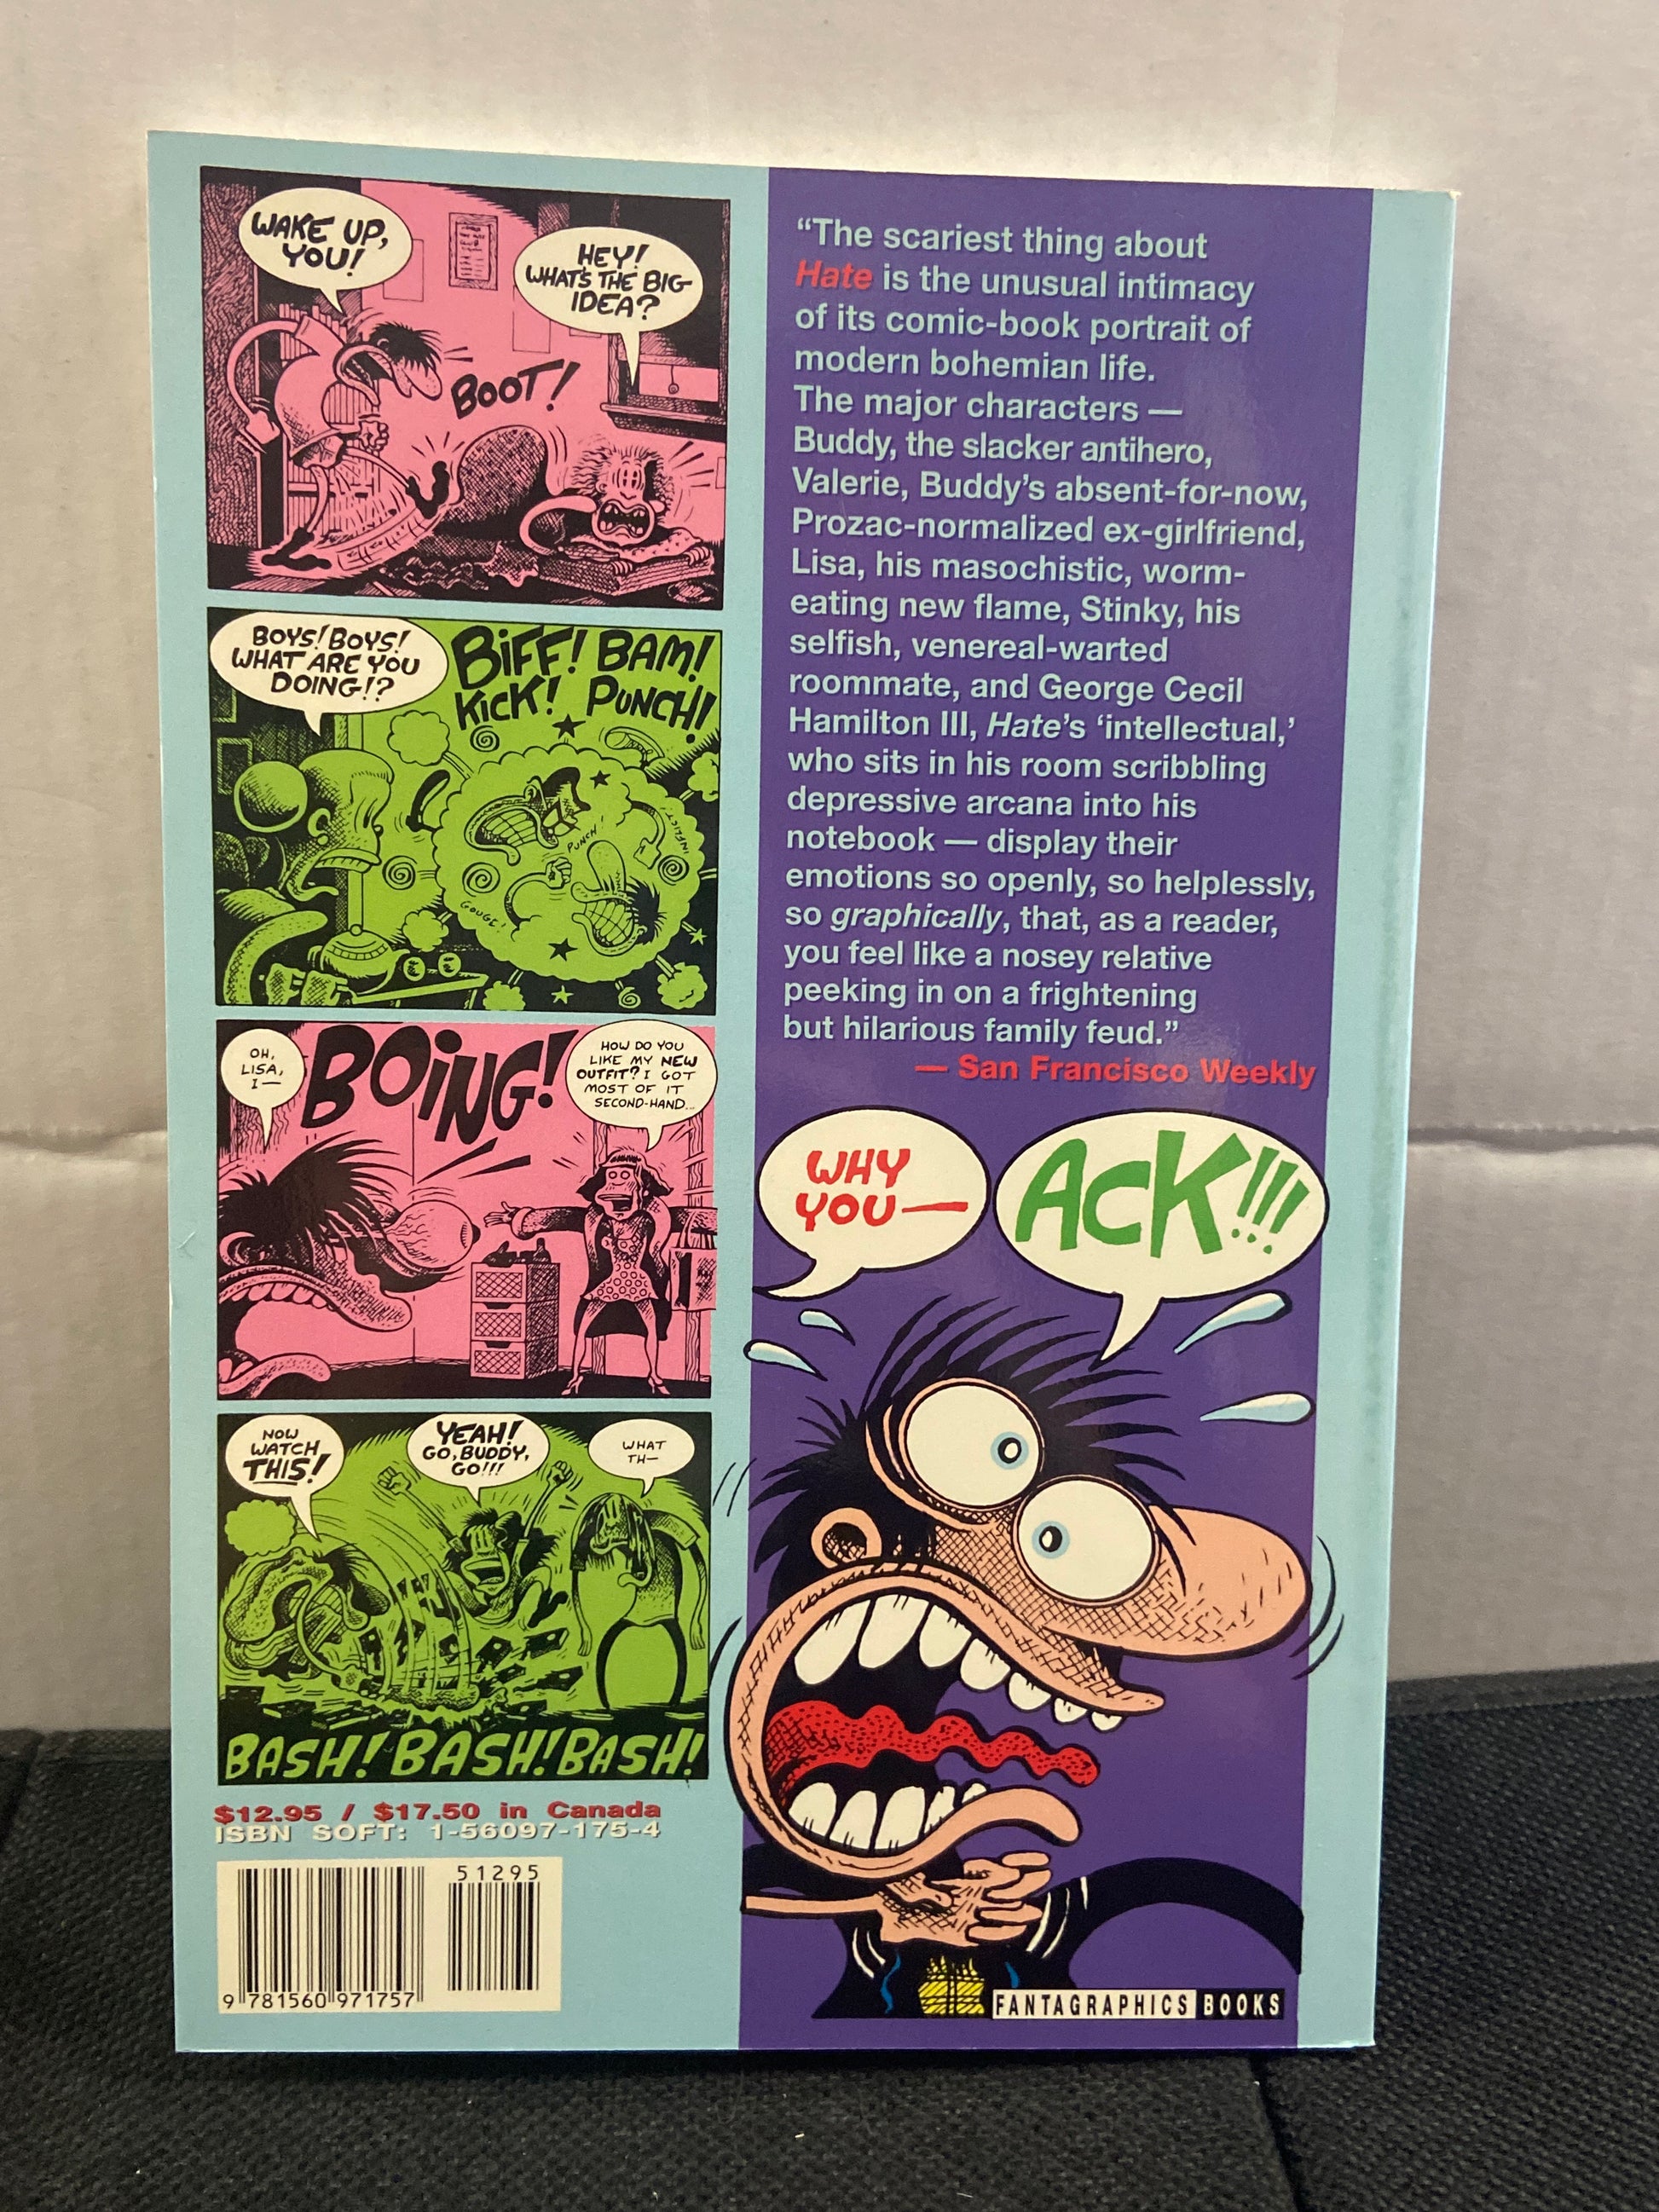 WAKE UP,
YOU!
HEY!
WHAT'S THE BIG
IDEA?
BOOT!
BOYS! BOYS!
WHAT ARE YOU
DOING!?
BIFF! BAM!
KICK! PUNCH!
PUNCH!
INFLICT
GOUGE!
OH,
LISA,
I—
BOING!
HOW DO YOU
LIKE MY NEW
OUTFIT? I GOT
MOST OF IT
SECOND-HAND...
NOW
WATCH
THIS!
YEAH!
GO, BUDDY,
GO!!!
WHAT
TH—
BASH! BASH! BASH!
$12.95 / $17.50 in Canada
ISBN SOFT: 1-56097-175-4
51295
9 781560 971757
“The scariest thing about
Hate is the unusual intimacy
of its comic-book portrait of
modern bohemian life.
The major characters —
Buddy, the slacker antihero,
Valerie, Buddy’s absent-for-now,
Prozac-normalized ex-girlfriend,
Lisa, his masochistic, worm-
eating new flame, Stinky, his
selfish, venereal-warted
roommate, and George Cecil
Hamilton III, Hate’s ‘intellectual,’
who sits in his room scribbling
depressive arcana into his
notebook — display their
emotions so openly, so helplessly,
so graphically, that, as a reader,
you feel like a nosey relative
peeking in on a frightening
but hilarious family feud.”
— San Francisco Weekly
WHY
YOU—
ACK!!!
FANTAGRAPHICS BOOKS